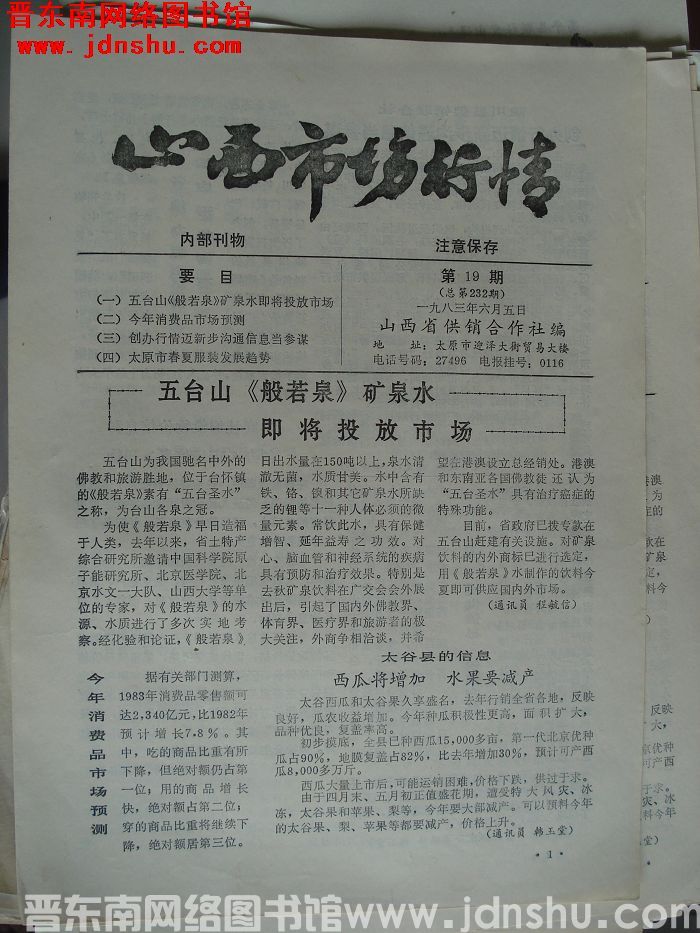 晋东南网络图书馆
www.jdnshu.com
山西市场行情
内部刊物
注意保存
要目
(一) 五台山《般若泉》矿泉水即将投放市场
(二) 今年消费品市场预测
(三) 创办行情迈新步沟通信息当参谋
(四) 太原市春夏服装发展趋势
第19期
(总第232期)
一九八三年六月五日
山西省供销合作社编
地址:太原市迎泽大街贸易大楼
电话号码:27496 电报挂号:0116
五台山《般若泉》矿泉水
即将投放市场
五台山为我国驰名中外的
佛教和旅游胜地,位于台怀镇
的《般若泉》素有“五台圣水”
之称,为台山各泉之冠。
为使《般若泉》早日造福
于人类,去年以来,省土特产
综合研究所邀请中国科学院原
子能研究所、北京医学院、北
京水文一大队、山西大学等单
位的专家,对《般若泉》的水
源、水质进行了多次实地考
察。经化验和论证,《般若泉》
日出水量在150吨以上,泉水清
澈无菌,水质甘美。水中含有
铁、铬、镍和其它矿泉水所缺
乏的锂等十一种人体必须的微
量元素。常饮此水,具有保健
增智、延年益寿之功效。对
心、脑血管和神经系统的疾病
具有预防和治疗效果。特别是
去秋矿泉饮料在广交会会外展
出后,引起了国内外佛教界、
体育界、医疗界和旅游者的极
大关注,外商争相洽谈,并希
望在港澳设立总经销处。港澳
和东南亚各国佛教徒还认为
“五台圣水”具有治疗癌症的
特殊功能。
目前,省政府已拨专款在
五台山赶建有关设施。对矿泉
饮料的内外商标已进行选定,
用《般若泉》水制作的饮料今
夏即可供应国内外市场。
(通讯员 程毓信)
今年消费品市场预测
据有关部门测算,
1983年消费品零售额可
达2,340亿元,比1982年
预计增长7.8%。其
中,吃的商品比重有所
下降,但绝对额仍占第
一位;用的商品增长
快,绝对额占第二位;
穿的商品比重将继续下
降,绝对额居第三位。
太谷县的信息
西瓜将增加 水果要减产
太谷西瓜和太谷果久享盛名,去年行销全省各地,反映
良好,瓜农收益增加。今年种瓜积极性更高,面积扩大,
品种优良,复盖率高。
初步摸底,全县已种西瓜15,000多亩,第一代北京优种
瓜占90%,地膜复盖占82%,比去年增加30%,预计可产西
瓜8,000多万斤。
西瓜大量上市后,可能运销困难,价格下跌,供过于求。
由于四月末、五月初正值盛花期,遭受特大风灾、冰
冻,太谷果和苹果、梨等,今年要大部减产。可以预料今年
的太谷果、梨、苹果等都要减产,价格上升。
(通讯员 韩玉堂)
·1·
晋东南网络图书馆 www.jdnshu.com